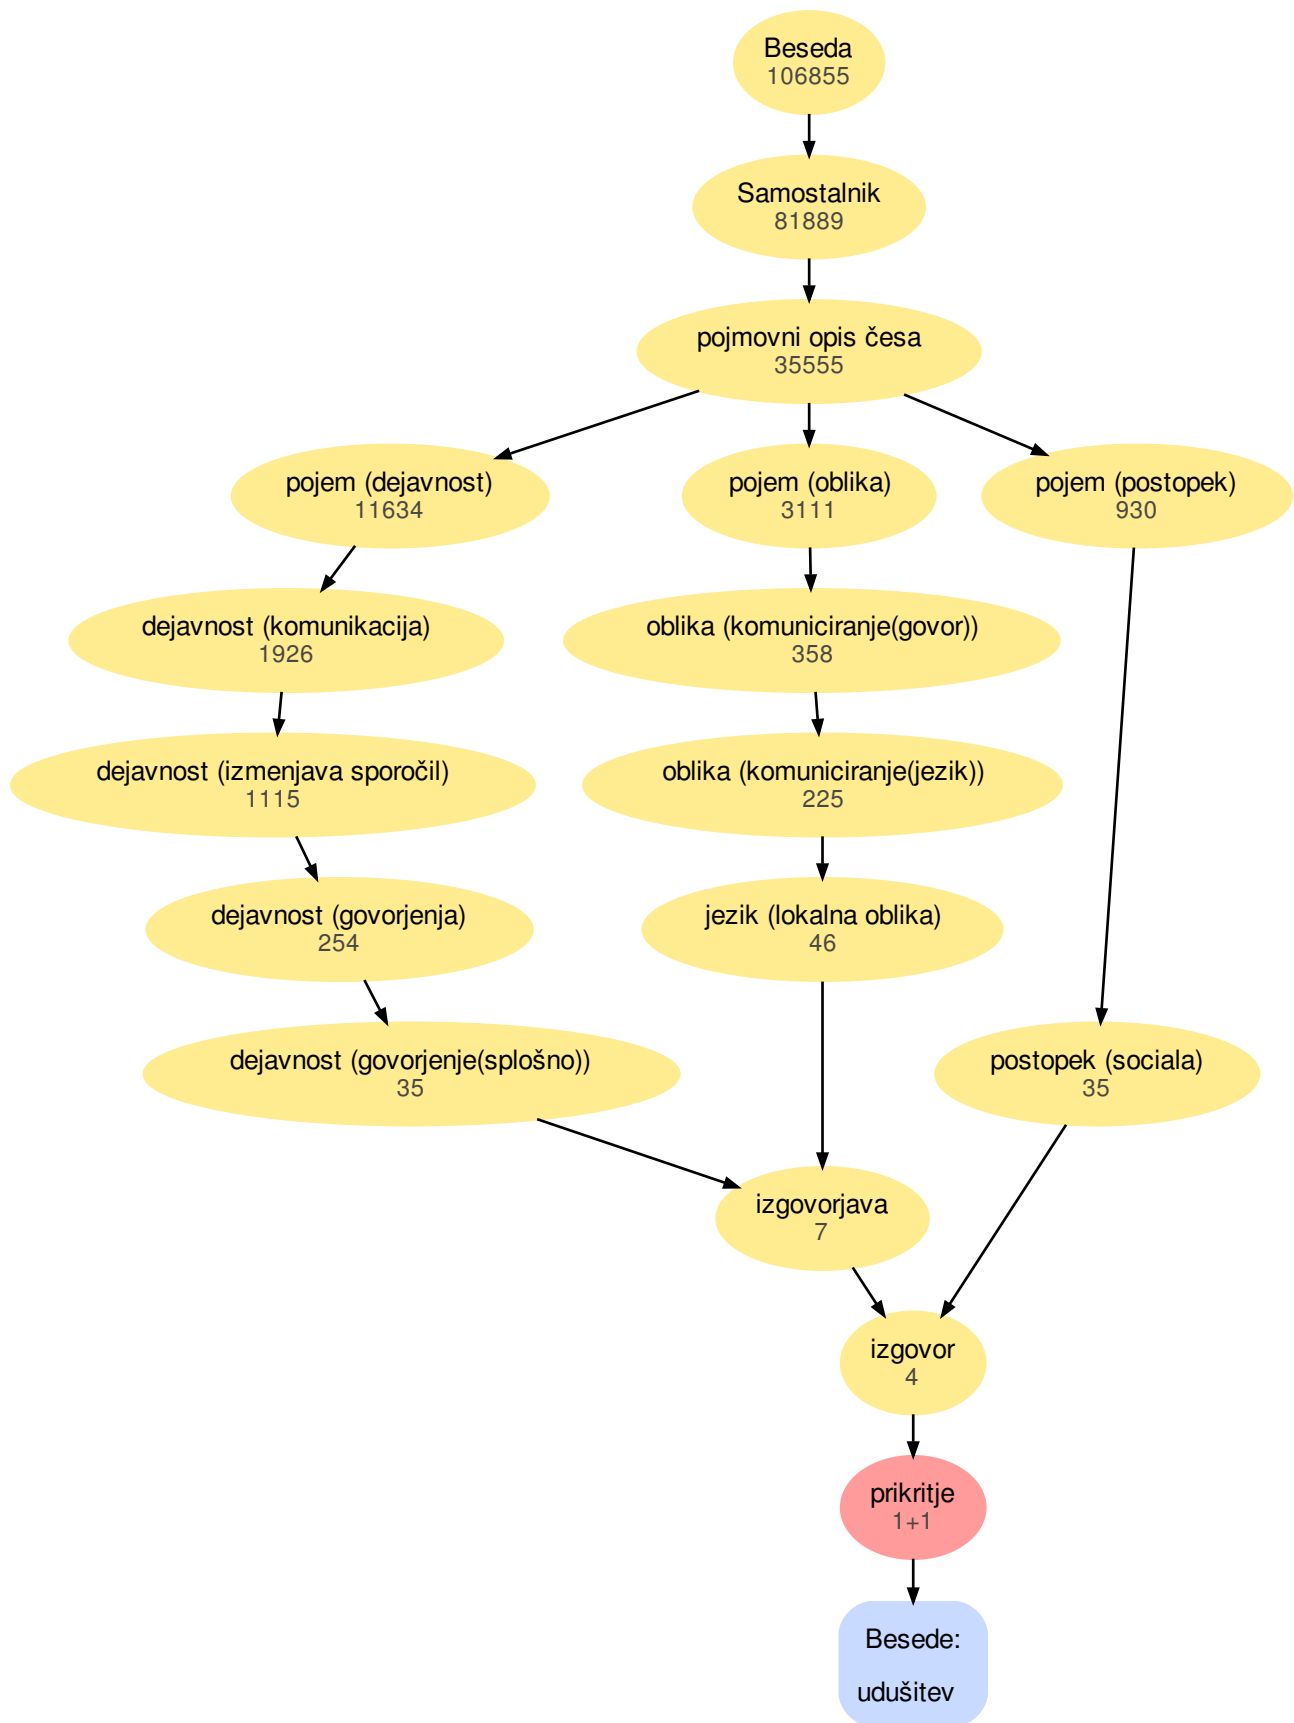 Beseda
106855
Samostalnik
81889
pojmovni opis česa
35555
pojem (dejavnost)
11634
pojem (oblika)
3111
pojem (postopek)
930
dejavnost (komunikacija)
1926
oblika (komuniciranje(govor))
358
dejavnost (izmenjava sporočil)
1115
oblika (komuniciranje(jezik))
225
dejavnost (govorjenja)
254
jezik (lokalna oblika)
46
dejavnost (govorjenje(splošno))
35
postopek (sociala)
35
izgovorjava
7
izgovor
4
prikritje
1+1
Besede:
udušitev